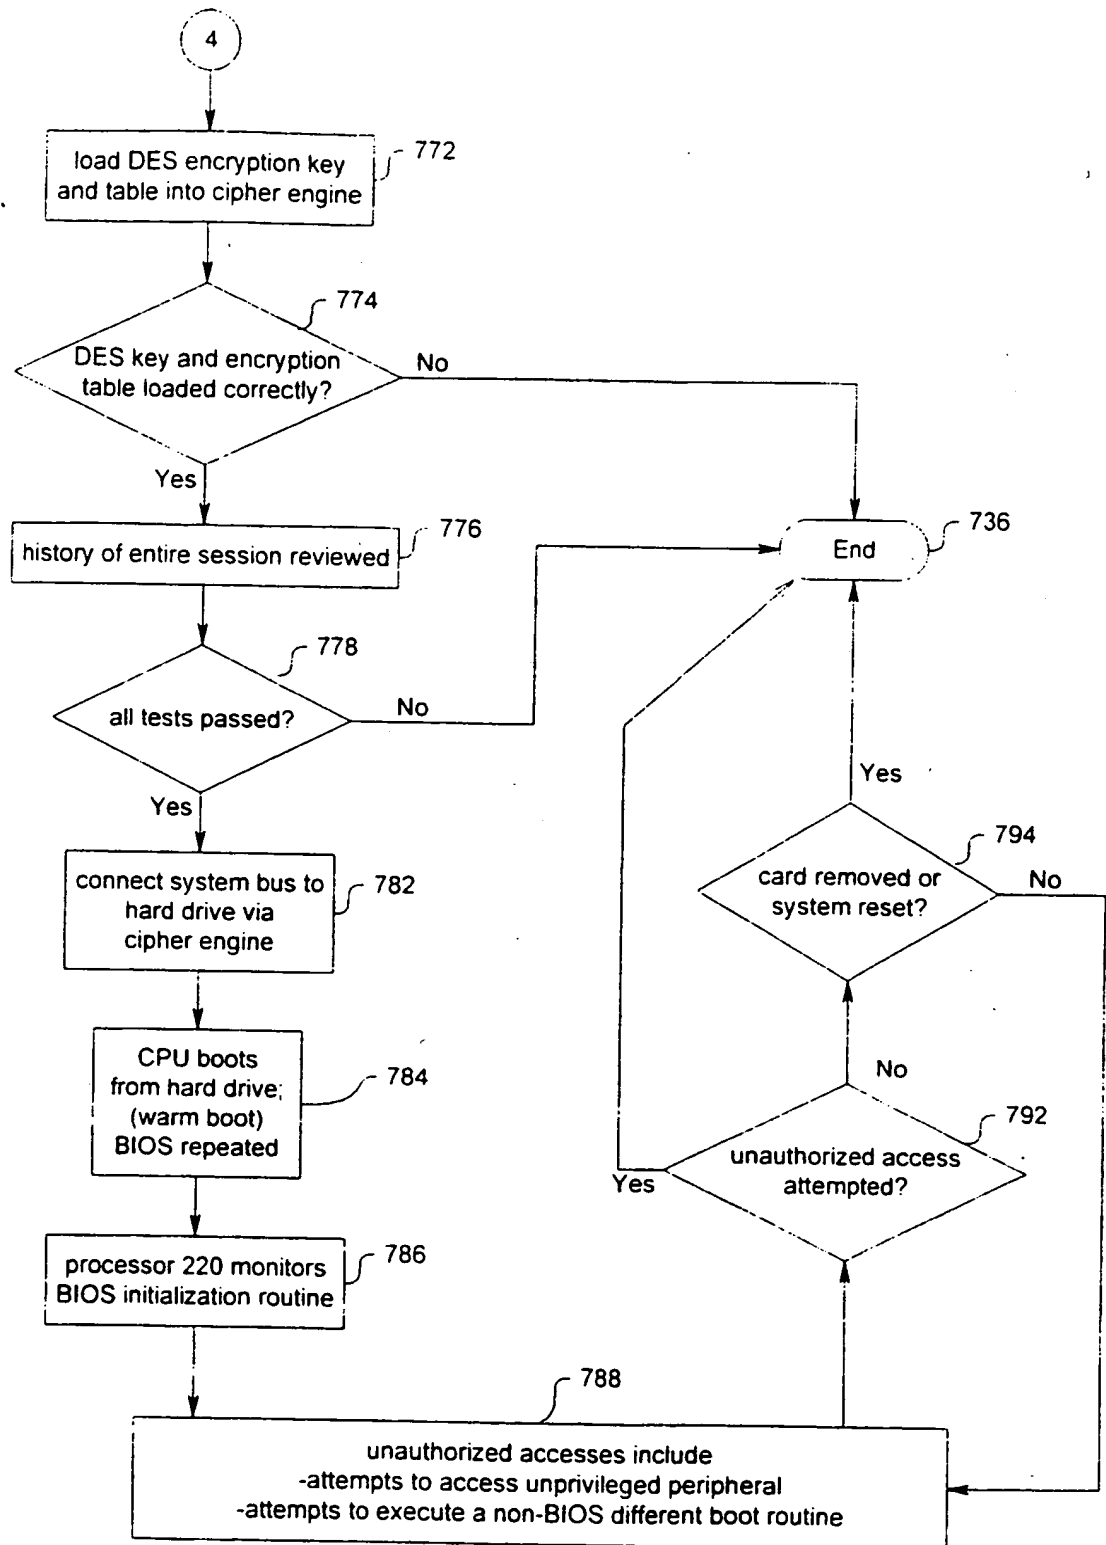 4
load DES encryption key
and table into cipher engine
772
774
DES key and encryption
table loaded correctly?
No
Yes
history of entire session reviewed
776
736
End
778
all tests passed?
No
Yes
connect system bus to
hard drive via
cipher engine
782
Yes
794
card removed or
system reset?
No
CPU boots
from hard drive;
(warm boot)
BIOS repeated
784
No
792
unauthorized access
attempted?
Yes
processor 220 monitors
BIOS initialization routine
786
788
unauthorized accesses include
-attempts to access unprivileged peripheral
-attempts to execute a non-BIOS different boot routine